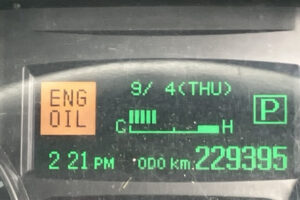 9/ 4(THU)
ENG
OIL
P
C H
2 21 PM ODO km 229395